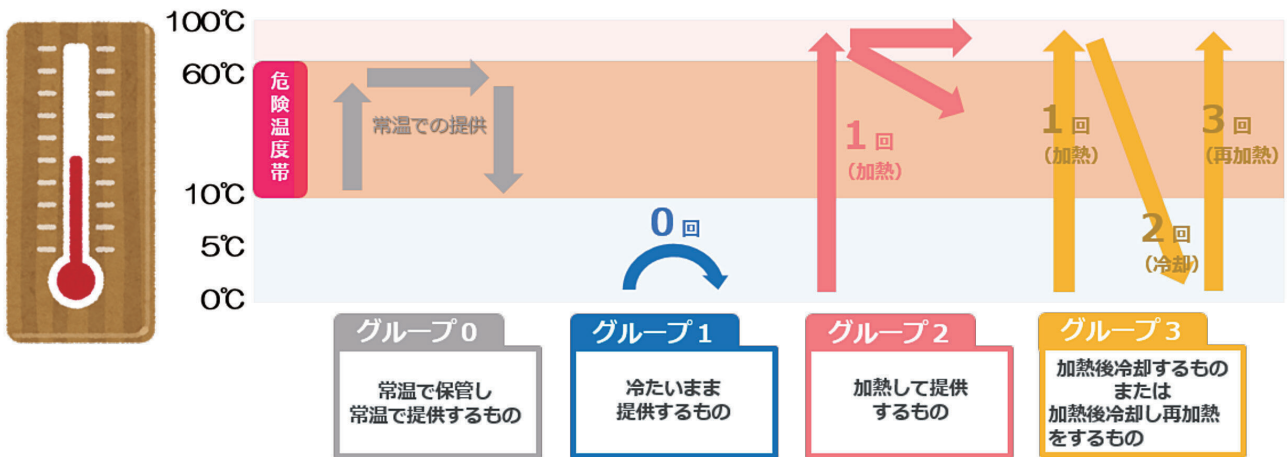 100℃
60℃
10℃
5℃
0℃
危険温度帯
常温での提供
0回
1回
(加熱)
1回
(加熱)
2回
(冷却)
3回
(再加熱)
グループ0
常温で保管し
常温で提供するもの
グループ1
冷たいまま
提供するもの
グループ2
加熱して提供
するもの
グループ3
加熱後冷却するもの
または
加熱後冷却し再加熱
をするもの